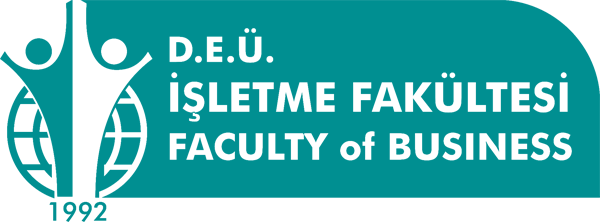 D.E.Ü.
İŞLETME FAKÜLTESİ
FACULTY of BUSINESS
1992